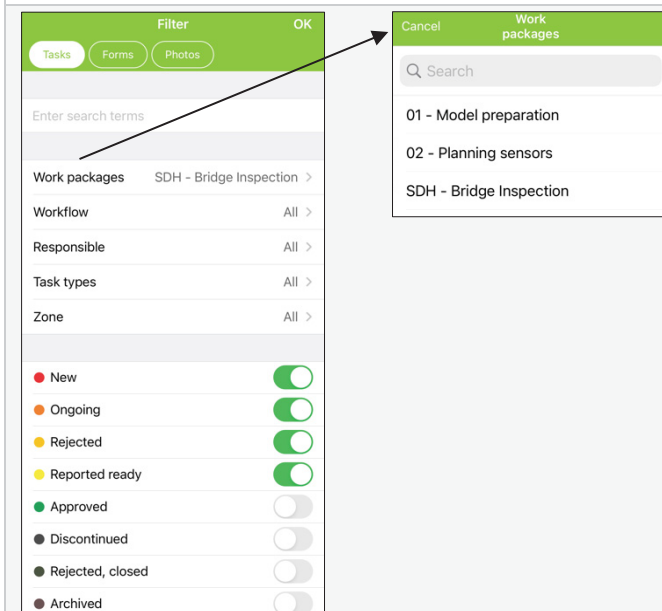 Filter OK
Tasks Forms Photos
Enter search terms
Work packages SDH - Bridge Inspection >
Workflow All >
Responsible All >
Task types All >
Zone All >
New
Ongoing
Rejected
Reported ready
Approved
Discontinued
Rejected, closed
Archived
Cancel Work
packages
Search
01 - Model preparation
02 - Planning sensors
SDH - Bridge Inspection